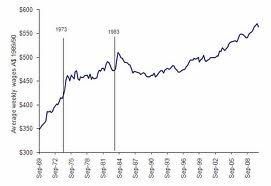 1973
1983
Average weekly wages A$ 1989/90
$600
$550
$500
$450
$400
$350
$300
Sep-69
Sep-72
Sep-75
Sep-78
Sep-81
Sep-84
Sep-87
Sep-90
Sep-93
Sep-96
Sep-99
Sep-02
Sep-05
Sep-08